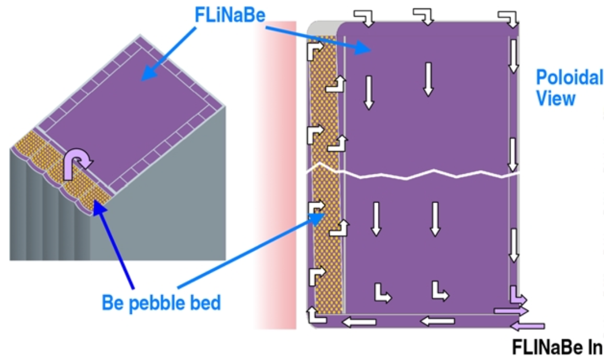 FLiNaBe
Poloidal
View
Be pebble bed
FLINaBe In